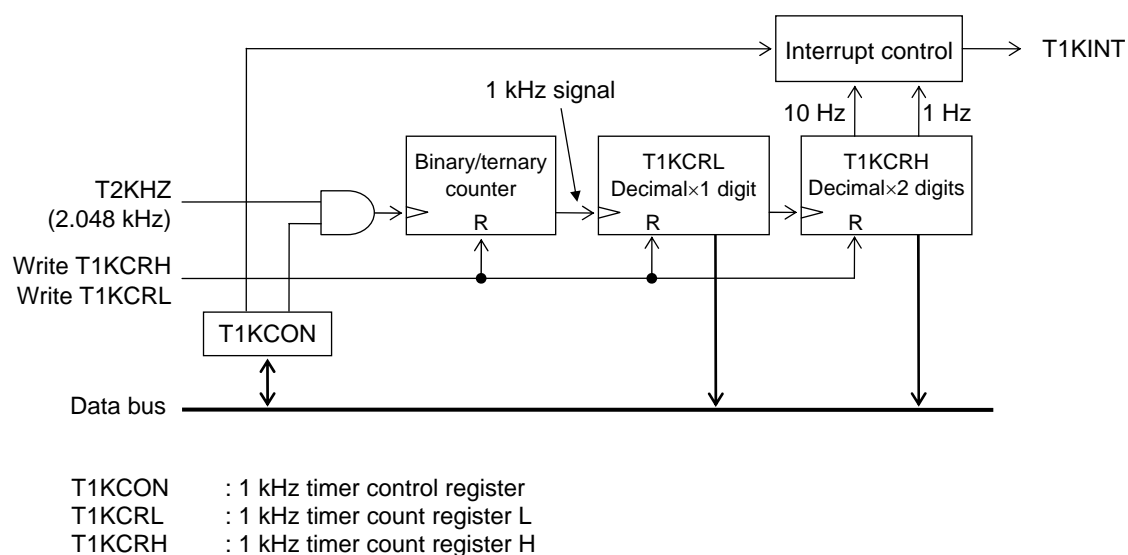 Interrupt control
T1KINT
1 kHz signal
10 Hz
1 Hz
Binary/ternary
counter
R
T1KCRL
Decimal×1 digit
R
T1KCRH
Decimal×2 digits
R
T2KHZ
(2.048 kHz)
Write T1KCRH
Write T1KCRL
T1KCON
Data bus
T1KCON : 1 kHz timer control register
T1KCRL : 1 kHz timer count register L
T1KCRH : 1 kHz timer count register H